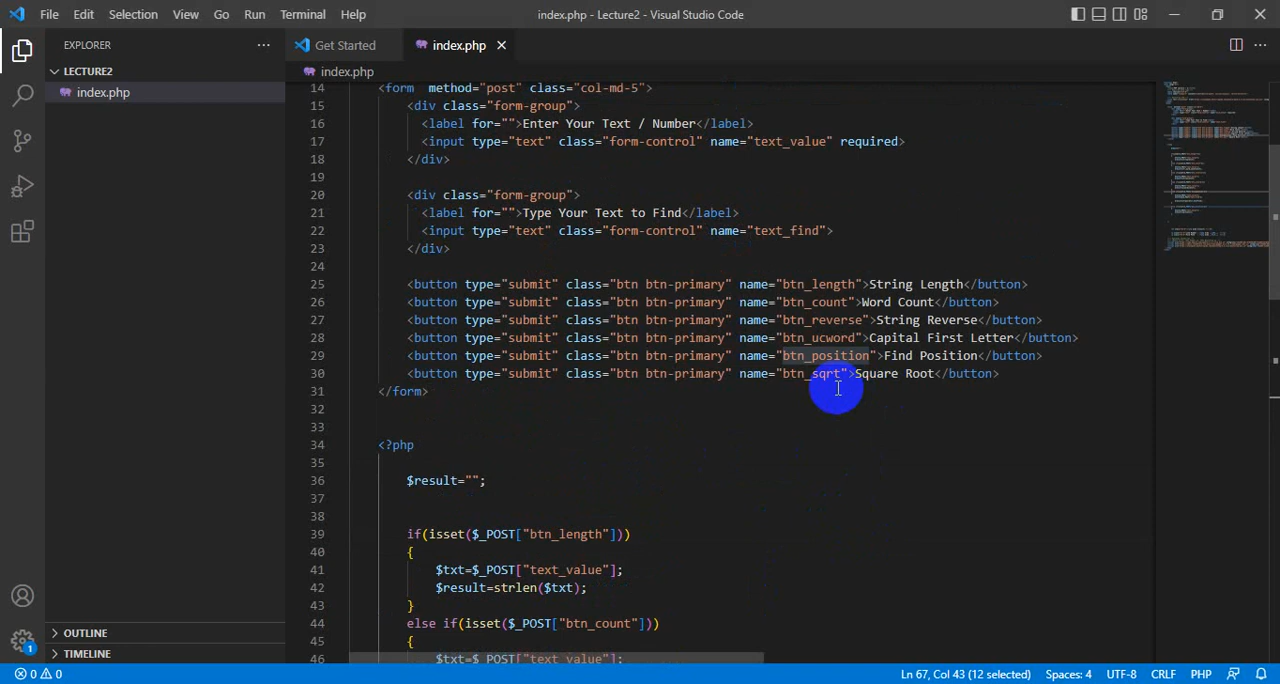 File Edit Selection View Go Run Terminal Help
index.php - Lecture2 - Visual Studio Code
EXPLORER
LECTURE2
index.php
OUTLINE
TIMELINE
Get Started
index.php
index.php
14 <form method="post" class="col-md-5">
15 <div class="form-group">
16 <label for="">Enter Your Text / Number</label>
17 <input type="text" class="form-control" name="text_value" required>
18 </div>
19
20 <div class="form-group">
21 <label for="">Type Your Text to Find</label>
22 <input type="text" class="form-control" name="text_find">
23 </div>
24
25 <button type="submit" class="btn btn-primary" name="btn_length">String Length</button>
26 <button type="submit" class="btn btn-primary" name="btn_count">Word Count</button>
27 <button type="submit" class="btn btn-primary" name="btn_reverse">String Reverse</button>
28 <button type="submit" class="btn btn-primary" name="btn_ucword">Capital First Letter</button>
29 <button type="submit" class="btn btn-primary" name="btn_position">Find Position</button>
30 <button type="submit" class="btn btn-primary" name="btn_sqrt">Square Root</button>
31 </form>
32
33
34 <?php
35
36 $result="";
37
38
39 if(isset($_POST["btn_length"]))
40 {
41 $txt=$_POST["text_value"];
42 $result=strlen($txt);
43 }
44 else if(isset($_POST["btn_count"]))
45 {
46 $txt=$_POST["text_value"];
1
0 0
Ln 67, Col 43 (12 selected) Spaces: 4 UTF-8 CRLF PHP